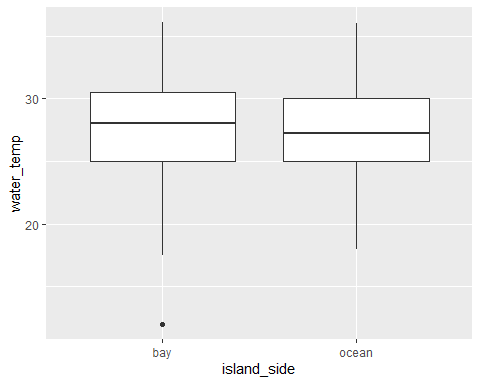 water_temp
30
20
bay
ocean
island_side